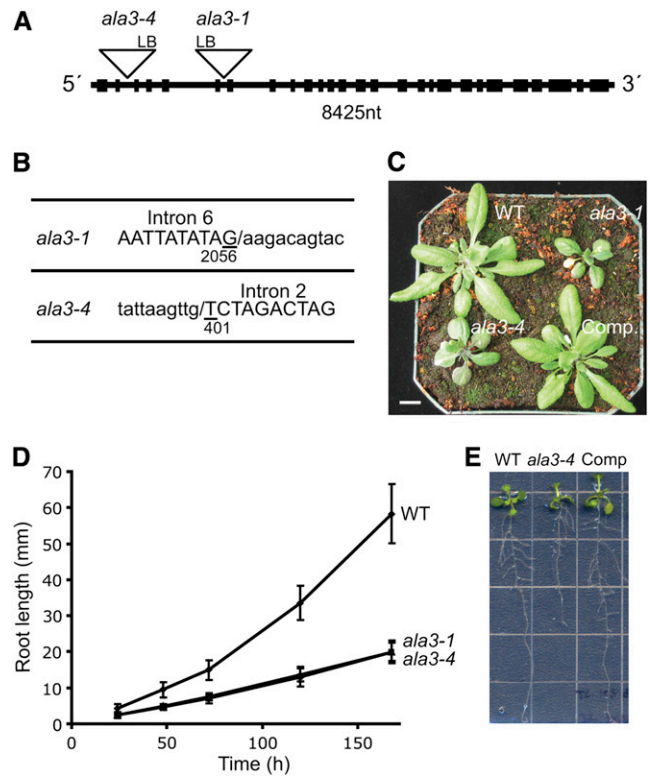 A
ala3-4 ala3-1
LB LB
5´ 3´
8425nt
B
Intron 6
ala3-1 AATTATATAG/aagacagtac
2056
Intron 2
ala3-4 tattaagttg/TCTAGACTAG
401
C
WT ala3-1
ala3-4 Comp.
D
Root length (mm)
70
60
50
40
30
20
10
0
0 50 100 150
Time (h)
WT
ala3-1
ala3-4
E
WT ala3-4 Comp